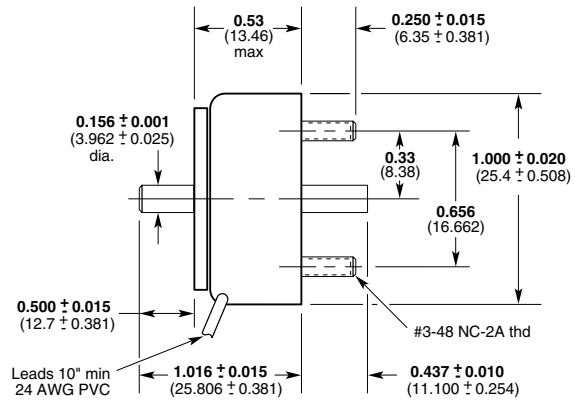 0.53
(13.46)
max
0.250 ± 0.015
(6.35 ± 0.381)
0.156 ± 0.001
(3.962 ± 0.025)
dia.
0.33
(8.38)
1.000 ± 0.020
(25.4 ± 0.508)
0.656
(16.662)
0.500 ± 0.015
(12.7 ± 0.381)
#3-48 NC-2A thd
Leads 10" min
24 AWG PVC
1.016 ± 0.015
(25.806 ± 0.381)
0.437 ± 0.010
(11.100 ± 0.254)